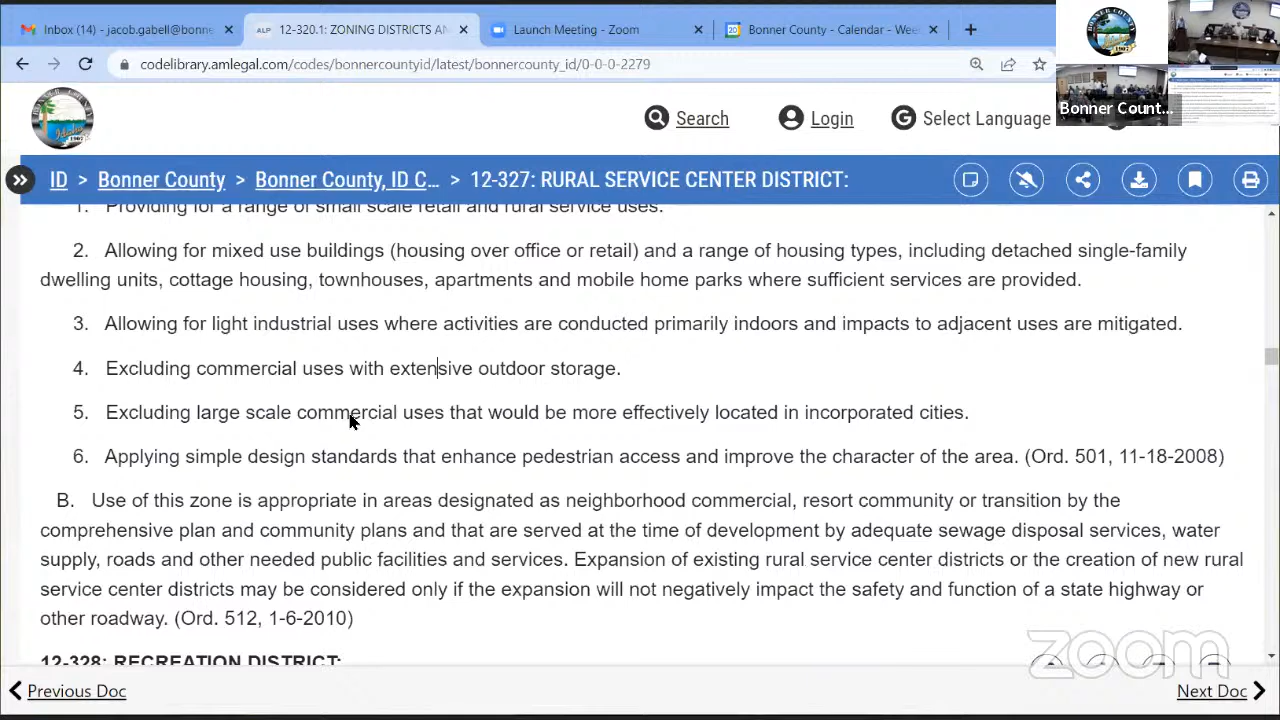 Inbox (14) - jacob.gabell@bonne
ALP 12-320.1: ZONING DISTRICTS AN
Launch Meeting - Zoom
Bonner County - Calendar - Wee
codelibrary.amlegal.com/codes/bonnercount /latest/bonnercounty_id/0-0-0-2279
Bonner Count...
Search
Login
Select Language
ID > Bonner County > Bonner County, ID C... > 12-327: RURAL SERVICE CENTER DISTRICT:
1. Providing for a range of small scale retail and rural service uses.
2. Allowing for mixed use buildings (housing over office or retail) and a range of housing types, including detached single-family
dwelling units, cottage housing, townhouses, apartments and mobile home parks where sufficient services are provided.
3. Allowing for light industrial uses where activities are conducted primarily indoors and impacts to adjacent uses are mitigated.
4. Excluding commercial uses with extensive outdoor storage.
5. Excluding large scale commercial uses that would be more effectively located in incorporated cities.
6. Applying simple design standards that enhance pedestrian access and improve the character of the area. (Ord. 501, 11-18-2008)
B. Use of this zone is appropriate in areas designated as neighborhood commercial, resort community or transition by the
comprehensive plan and community plans and that are served at the time of development by adequate sewage disposal services, water
supply, roads and other needed public facilities and services. Expansion of existing rural service center districts or the creation of new rural
service center districts may be considered only if the expansion will not negatively impact the safety and function of a state highway or
other roadway. (Ord. 512, 1-6-2010)
12-328: RECREATION DISTRICT:
zoom
Previous Doc
Next Doc